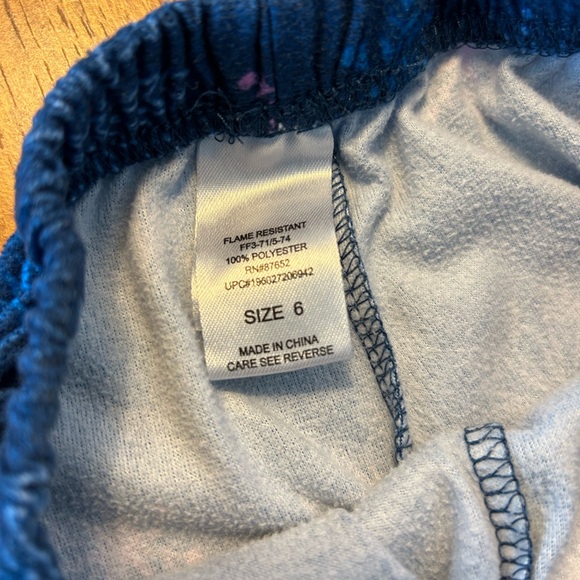 FLAME RESISTANT
FF3-71/5-74
100% POLYESTER
RN#87652
UPC#196027206942
SIZE 6
MADE IN CHINA
CARE SEE REVERSE